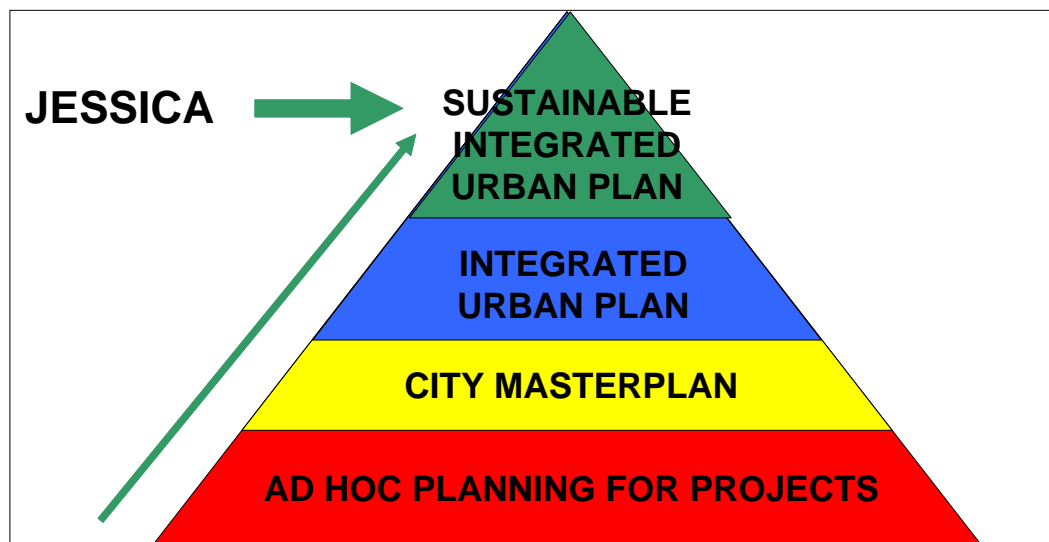 JESSICA
SUSTAINABLE
INTEGRATED
URBAN PLAN
INTEGRATED
URBAN PLAN
CITY MASTERPLAN
AD HOC PLANNING FOR PROJECTS